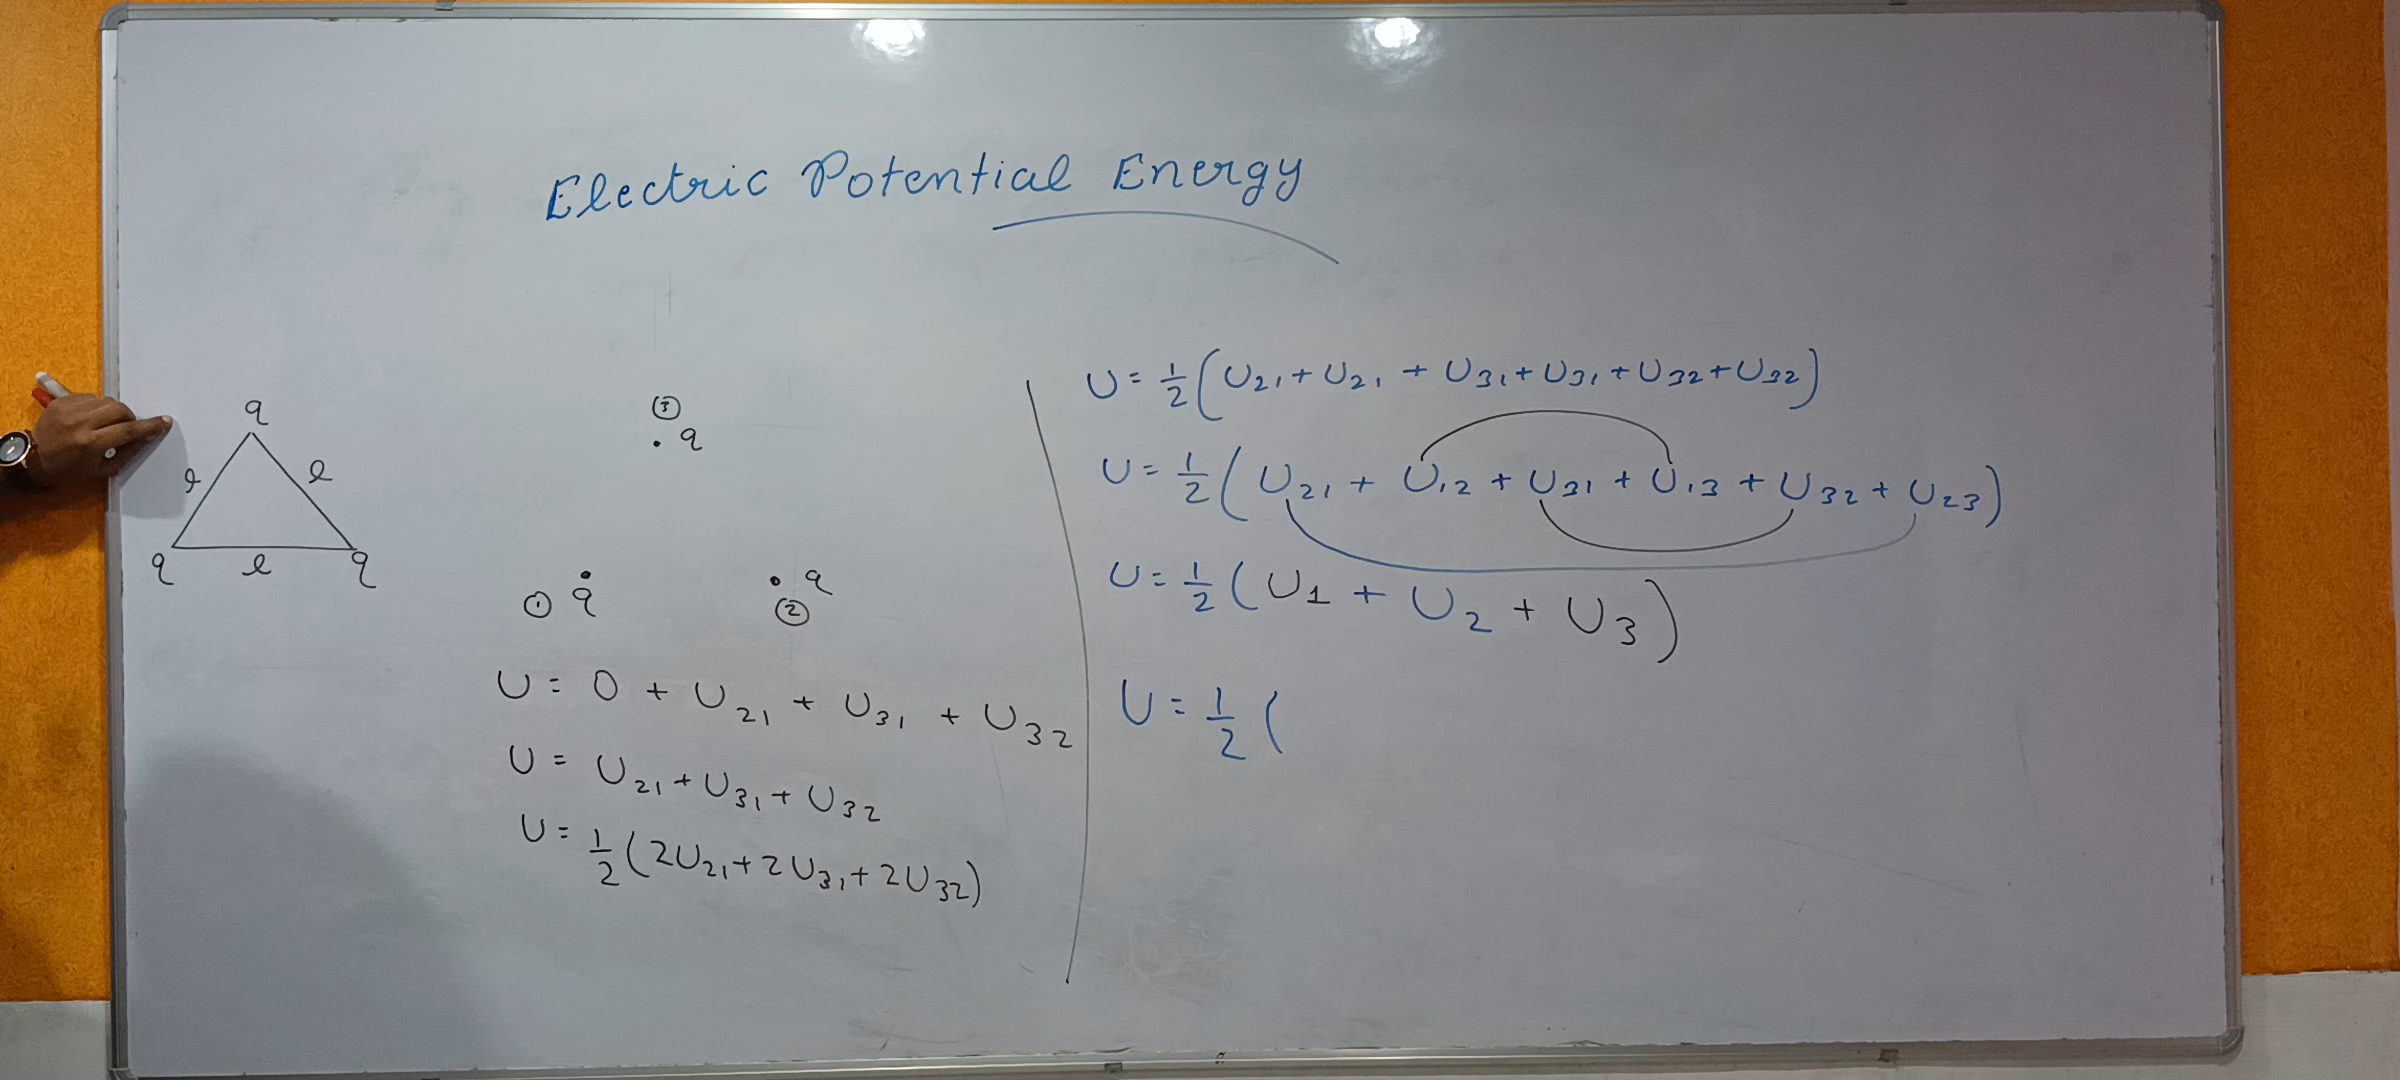 Electric Potential Energy
q
l l
q l q
③
. q
① q
q
②
U = 0 + U₂₁ + U₃₁ + U₃₂
U = U₂₁ + U₃₁ + U₃₂
U = 1/2 (2U₂₁ + 2U₃₁ + 2U₃₂)
U = 1/2 (U₂₁ + U₂₁ + U₃₁ + U₃₁ + U₃₂ + U₃₂)
U = 1/2 (U₂₁ + U₁₂ + U₃₁ + U₁₃ + U₃₂ + U₂₃)
U = 1/2 (U₁ + U₂ + U₃)
U = 1/2 (